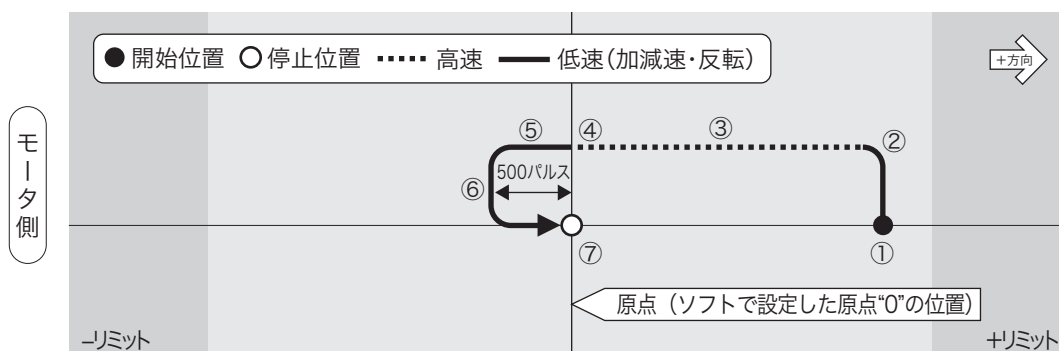 ●開始位置 ○停止位置 ・・・・・ 高速 ━━ 低速(加減速・反転)
+方向
モータ側
⑤ ④ ③ ②
500パルス
⑥
⑦ ①
原点（ソフトで設定した原点“0”の位置）
−リミット +リミット